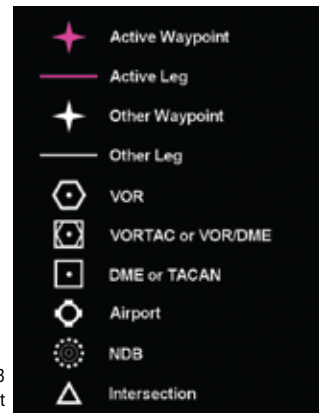 Active Waypoint
Active Leg
Other Waypoint
Other Leg
VOR
VORTAC or VOR/DME
DME or TACAN
Airport
NDB
Intersection
3
t